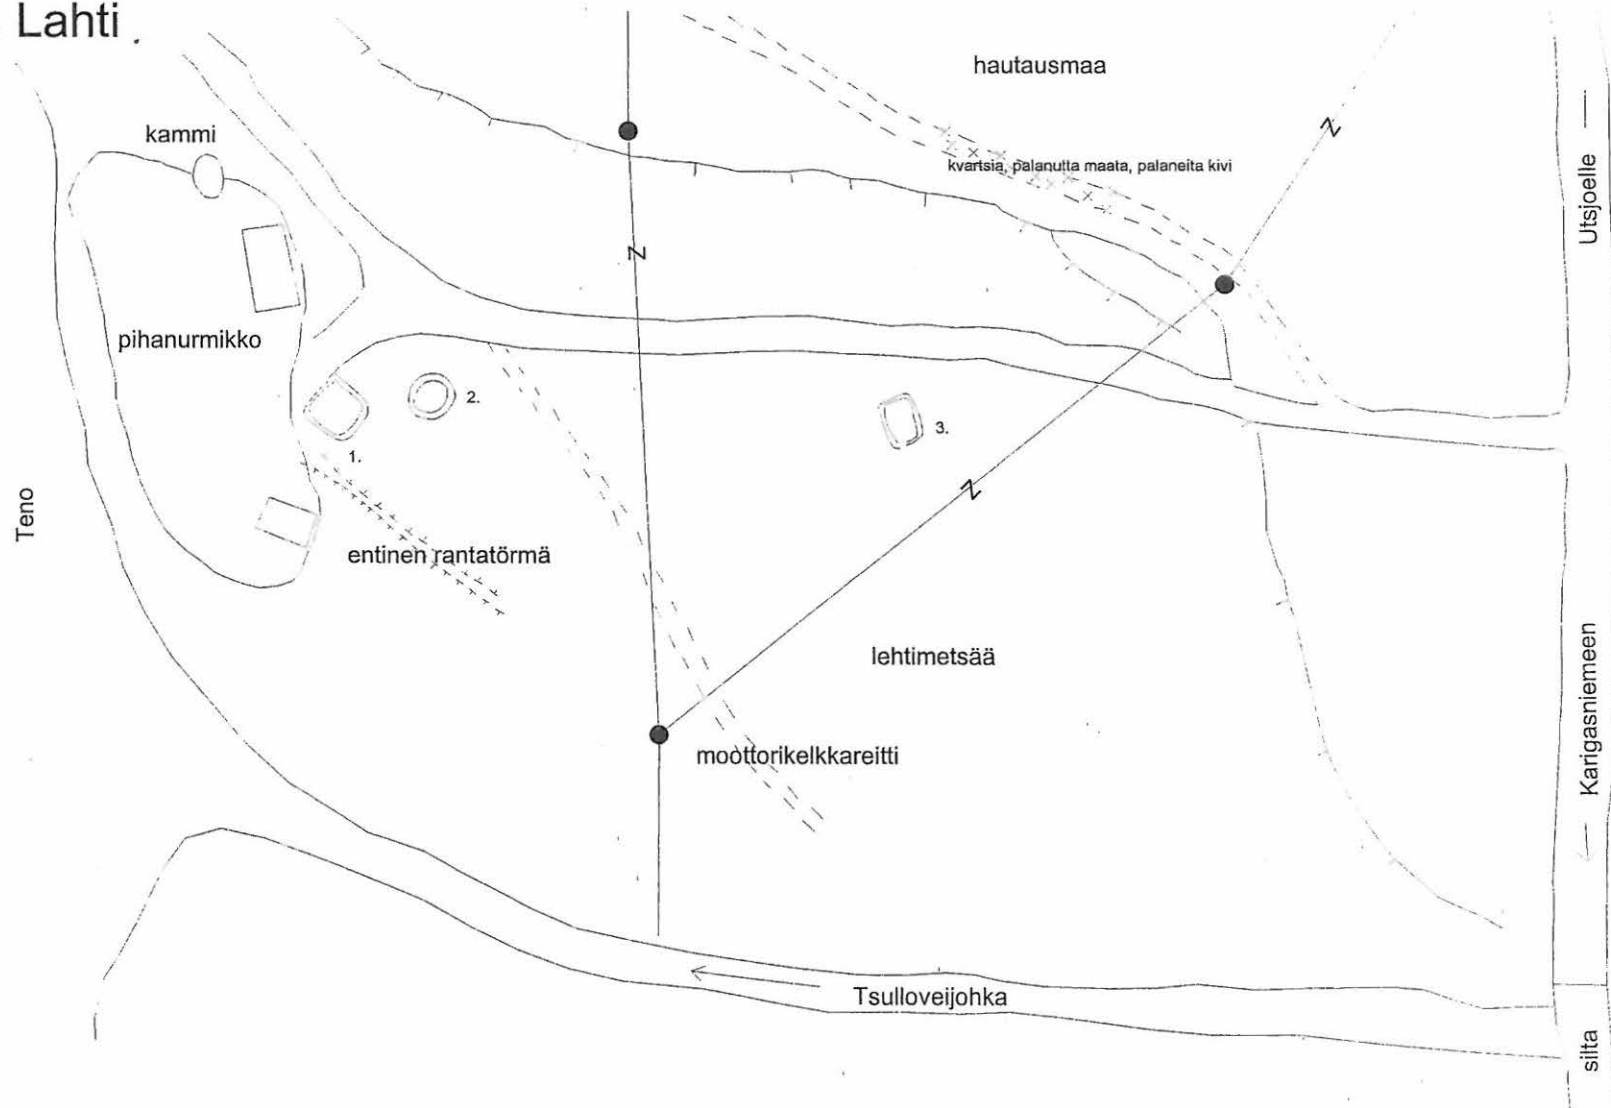 Lahti
hautausmaa
kammi
kvartsia, palanutta maata, palaneita kivi
Utsjoelle
pihanurmikko
2.
3.
1.
Teno
entinen rantatörmä
lehtimetsää
Karigasniemeen
moottorikelkkareitti
Tsulloveijohka
silta